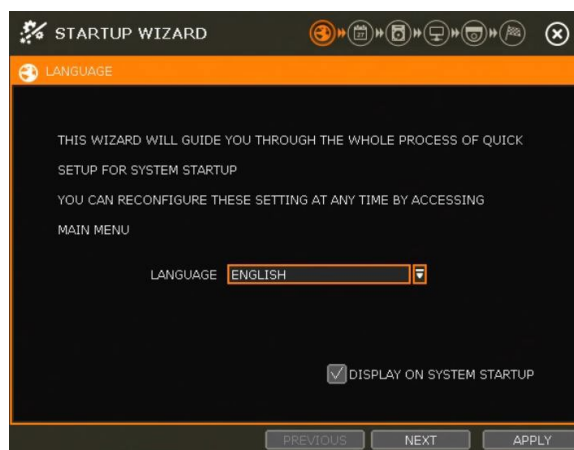 STARTUP WIZARD
LANGUAGE
THIS WIZARD WILL GUIDE YOU THROUGH THE WHOLE PROCESS OF QUICK
SETUP FOR SYSTEM STARTUP
YOU CAN RECONFIGURE THESE SETTING AT ANY TIME BY ACCESSING
MAIN MENU
LANGUAGE ENGLISH
DISPLAY ON SYSTEM STARTUP
PREVIOUS NEXT APPLY